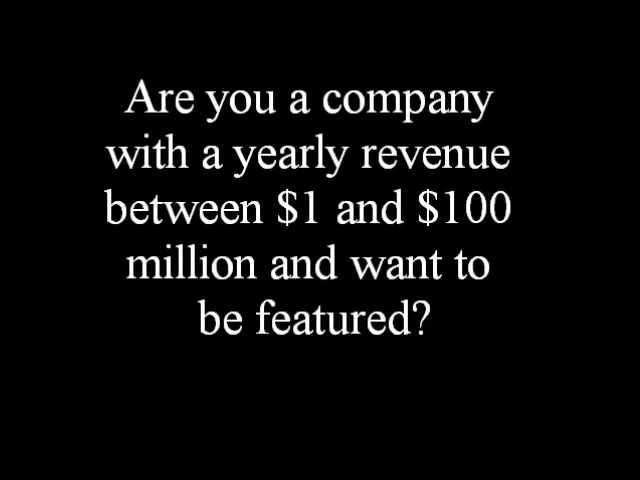 Are you a company
with a yearly revenue
between $1 and $100
million and want to
be featured?